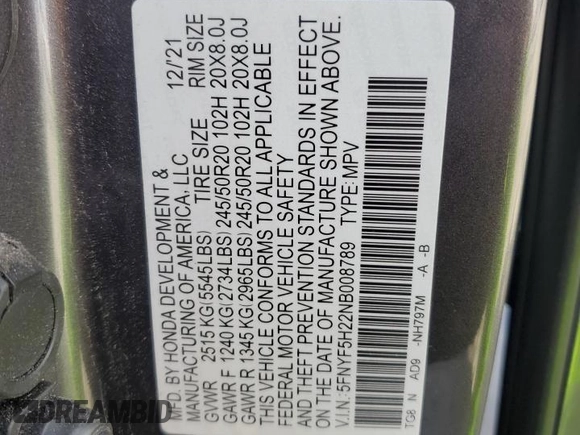 MFD. BY HONDA DEVELOPMENT &
MANUFACTURING OF AMERICA, LLC 12/'21
GVWR 2515 KG(5545LBS) TIRE SIZE RIM SIZE
GAWR F 1240 KG(2734LBS) 245/50R20 102H 20X8.0J
GAWR R 1345 KG(2965LBS) 245/50R20 102H 20X8.0J
THIS VEHICLE CONFORMS TO ALL APPLICABLE
FEDERAL MOTOR VEHICLE SAFETY
AND THEFT PREVENTION STANDARDS IN EFFECT
ON THE DATE OF MANUFACTURE SHOWN ABOVE.
V.I.N.: 5FNYF5H22NB008789 TYPE: MPV
TG8 N AD9 -NH797M -A -B
DREAMBID